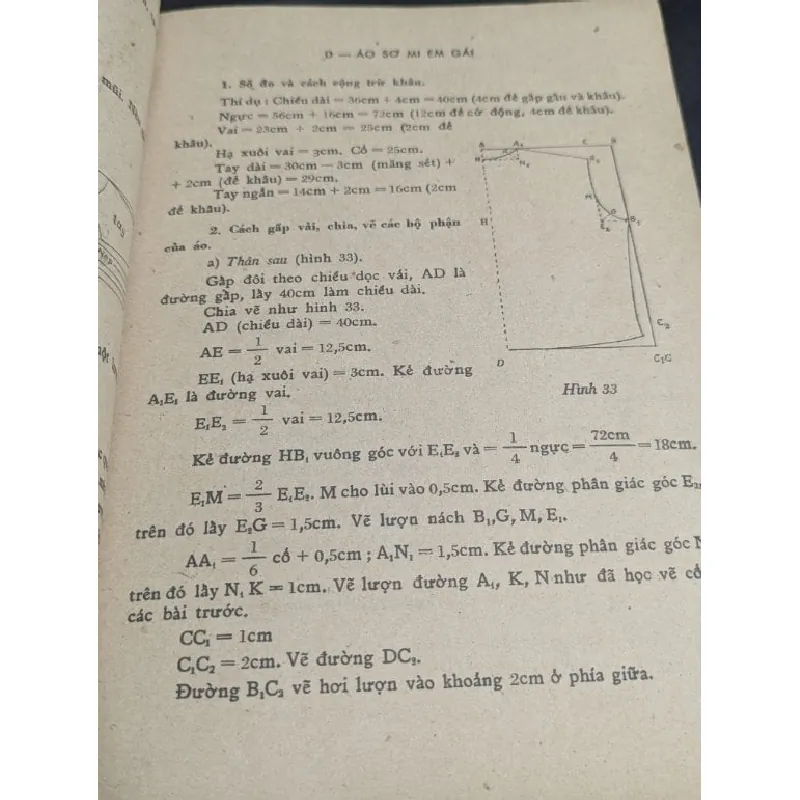 D — ÁO SƠ MI EM GÁI
1. Số đo và cách cộng trừ khâu.
Thí dụ : Chiều dài = 36cm + 4cm = 40cm (4cm để gấp gấu và khâu).
Ngực = 56cm + 16cm = 72cm (12cm để cử động, 4cm để khâu).
Vai = 23cm + 2cm = 25cm (2cm để
khâu).
Hạ xuôi vai = 3cm. Cổ = 25cm.
Tay dài = 30cm — 3cm (măng sét) +
+ 2cm (để khâu) = 29cm.
Tay ngắn = 14cm + 2cm = 16cm (2cm
để khâu).
2. Cách gấp vải, chia, vẽ các bộ phận
của áo.
a) Thân sau (hình 33).
Gấp đôi theo chiều dọc vải, AD là
đường gấp, lấy 40cm làm chiều dài.
Chia vẽ như hình 33.
AD (chiều dài) = 40cm.
AE = 1/2 vai = 12,5cm.
EE₁ (hạ xuôi vai) = 3cm. Kẻ đường
A₁E₁ là đường vai.
E₁E₂ = 1/2 vai = 12,5cm.
A A₁ E B
N N₁ K E₁
M
H G E₂ B₁
C₂
D C₁C
Hình 33
Kẻ đường HB₁ vuông góc với E₁E₂ và = 1/4 ngực = 72cm/4 = 18cm.
E₁M = 2/3 E₁E₂. M cho lùi vào 0,5cm. Kẻ đường phân giác góc E₂,
trên đó lấy E₂G = 1,5cm. Vẽ lượn nách B₁, G, M, E₁.
AA₁ = 1/6 cổ + 0,5cm ; A₁N₁ = 1,5cm. Kẻ đường phân giác góc N
trên đó lấy N₁ K = 1cm. Vẽ lượn đường A₁, K, N như đã học vẽ cổ
các bài trước.
CC₁ = 1cm
C₁C₂ = 2cm. Vẽ đường DC₂.
Đường B₁C₂ vẽ hơi lượn vào khoảng 2cm ở phía giữa.